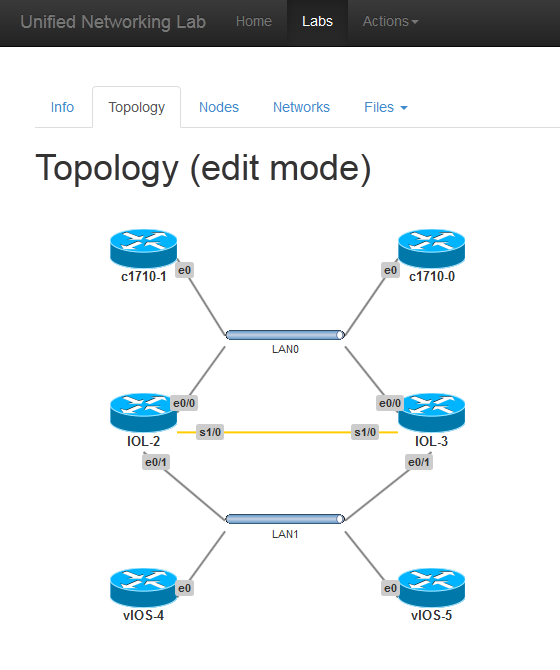 Unified Networking Lab Home Labs Actions
Info Topology Nodes Networks Files
Topology (edit mode)
e0 e0
c1710-1 c1710-0
LAN0
e0/0 e0/0
s1/0 s1/0
IOL-2 IOL-3
e0/1 e0/1
LAN1
e0 e0
vIOS-4 vIOS-5